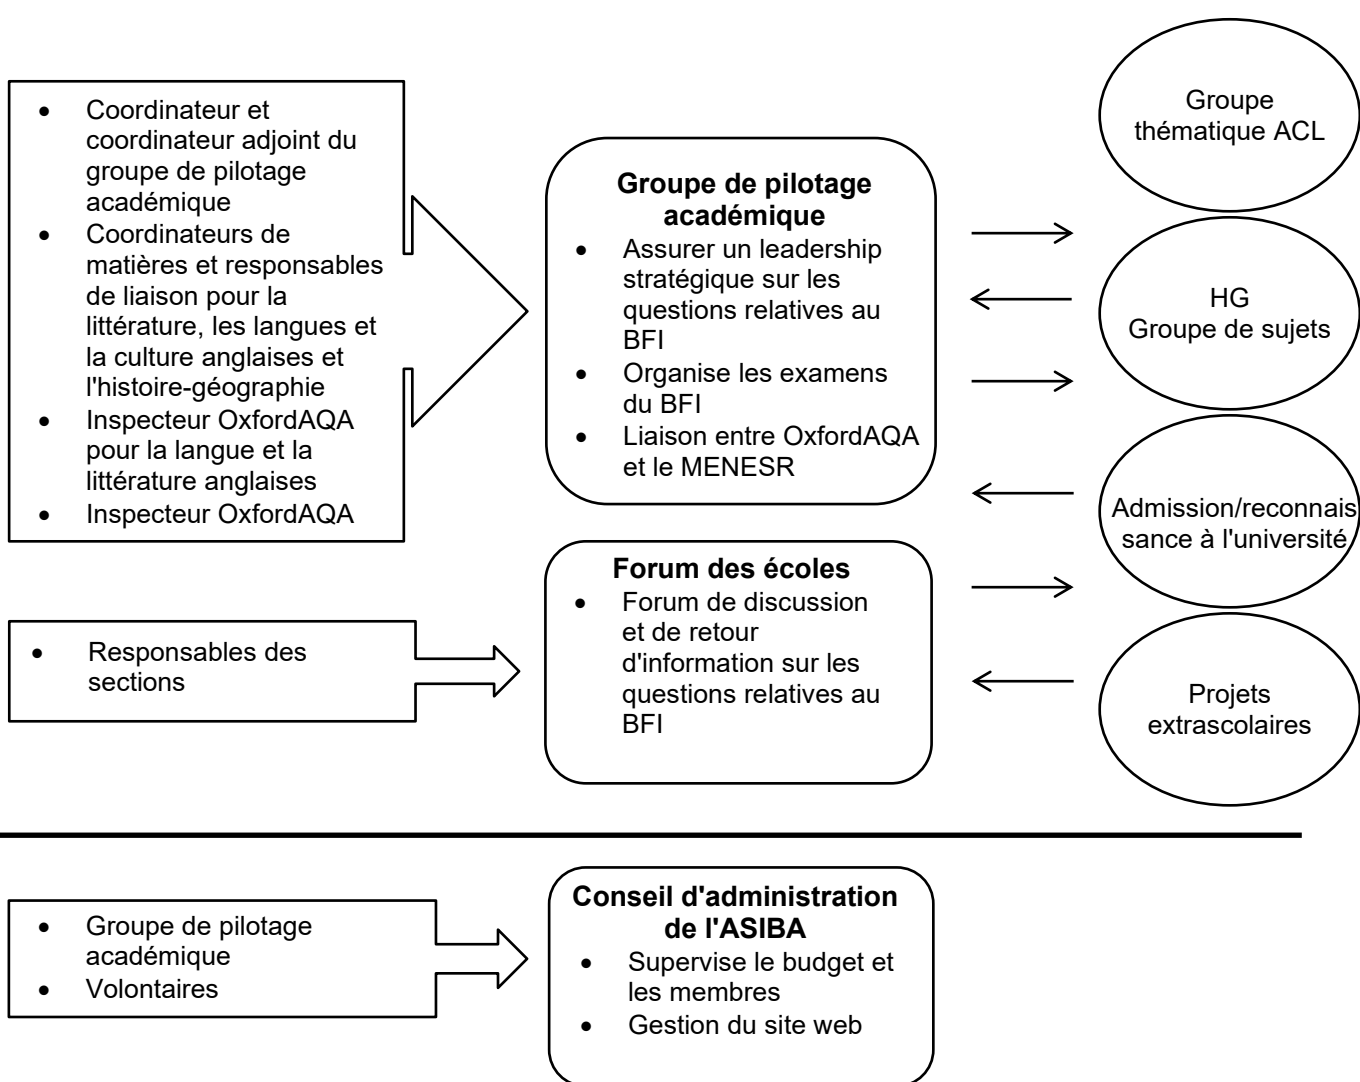 • Coordinateur et
coordinateur adjoint du
groupe de pilotage
académique
• Coordinateurs de
matières et responsables
de liaison pour la
littérature, les langues et
la culture anglaises et
l'histoire-géographie
• Inspecteur OxfordAQA
pour la langue et la
littérature anglaises
• Inspecteur OxfordAQA
Groupe de pilotage
académique
• Assurer un leadership
stratégique sur les
questions relatives au
BFI
• Organise les examens
du BFI
• Liaison entre OxfordAQA
et le MENESR
Groupe
thématique ACL
HG
Groupe de sujets
Admission/reconnais
sance à l'université
Projets
extrascolaires
• Responsables des
sections
Forum des écoles
• Forum de discussion
et de retour
d'information sur les
questions relatives au
BFI
• Groupe de pilotage
académique
• Volontaires
Conseil d'administration
de l'ASIBA
• Supervise le budget et
les membres
• Gestion du site web